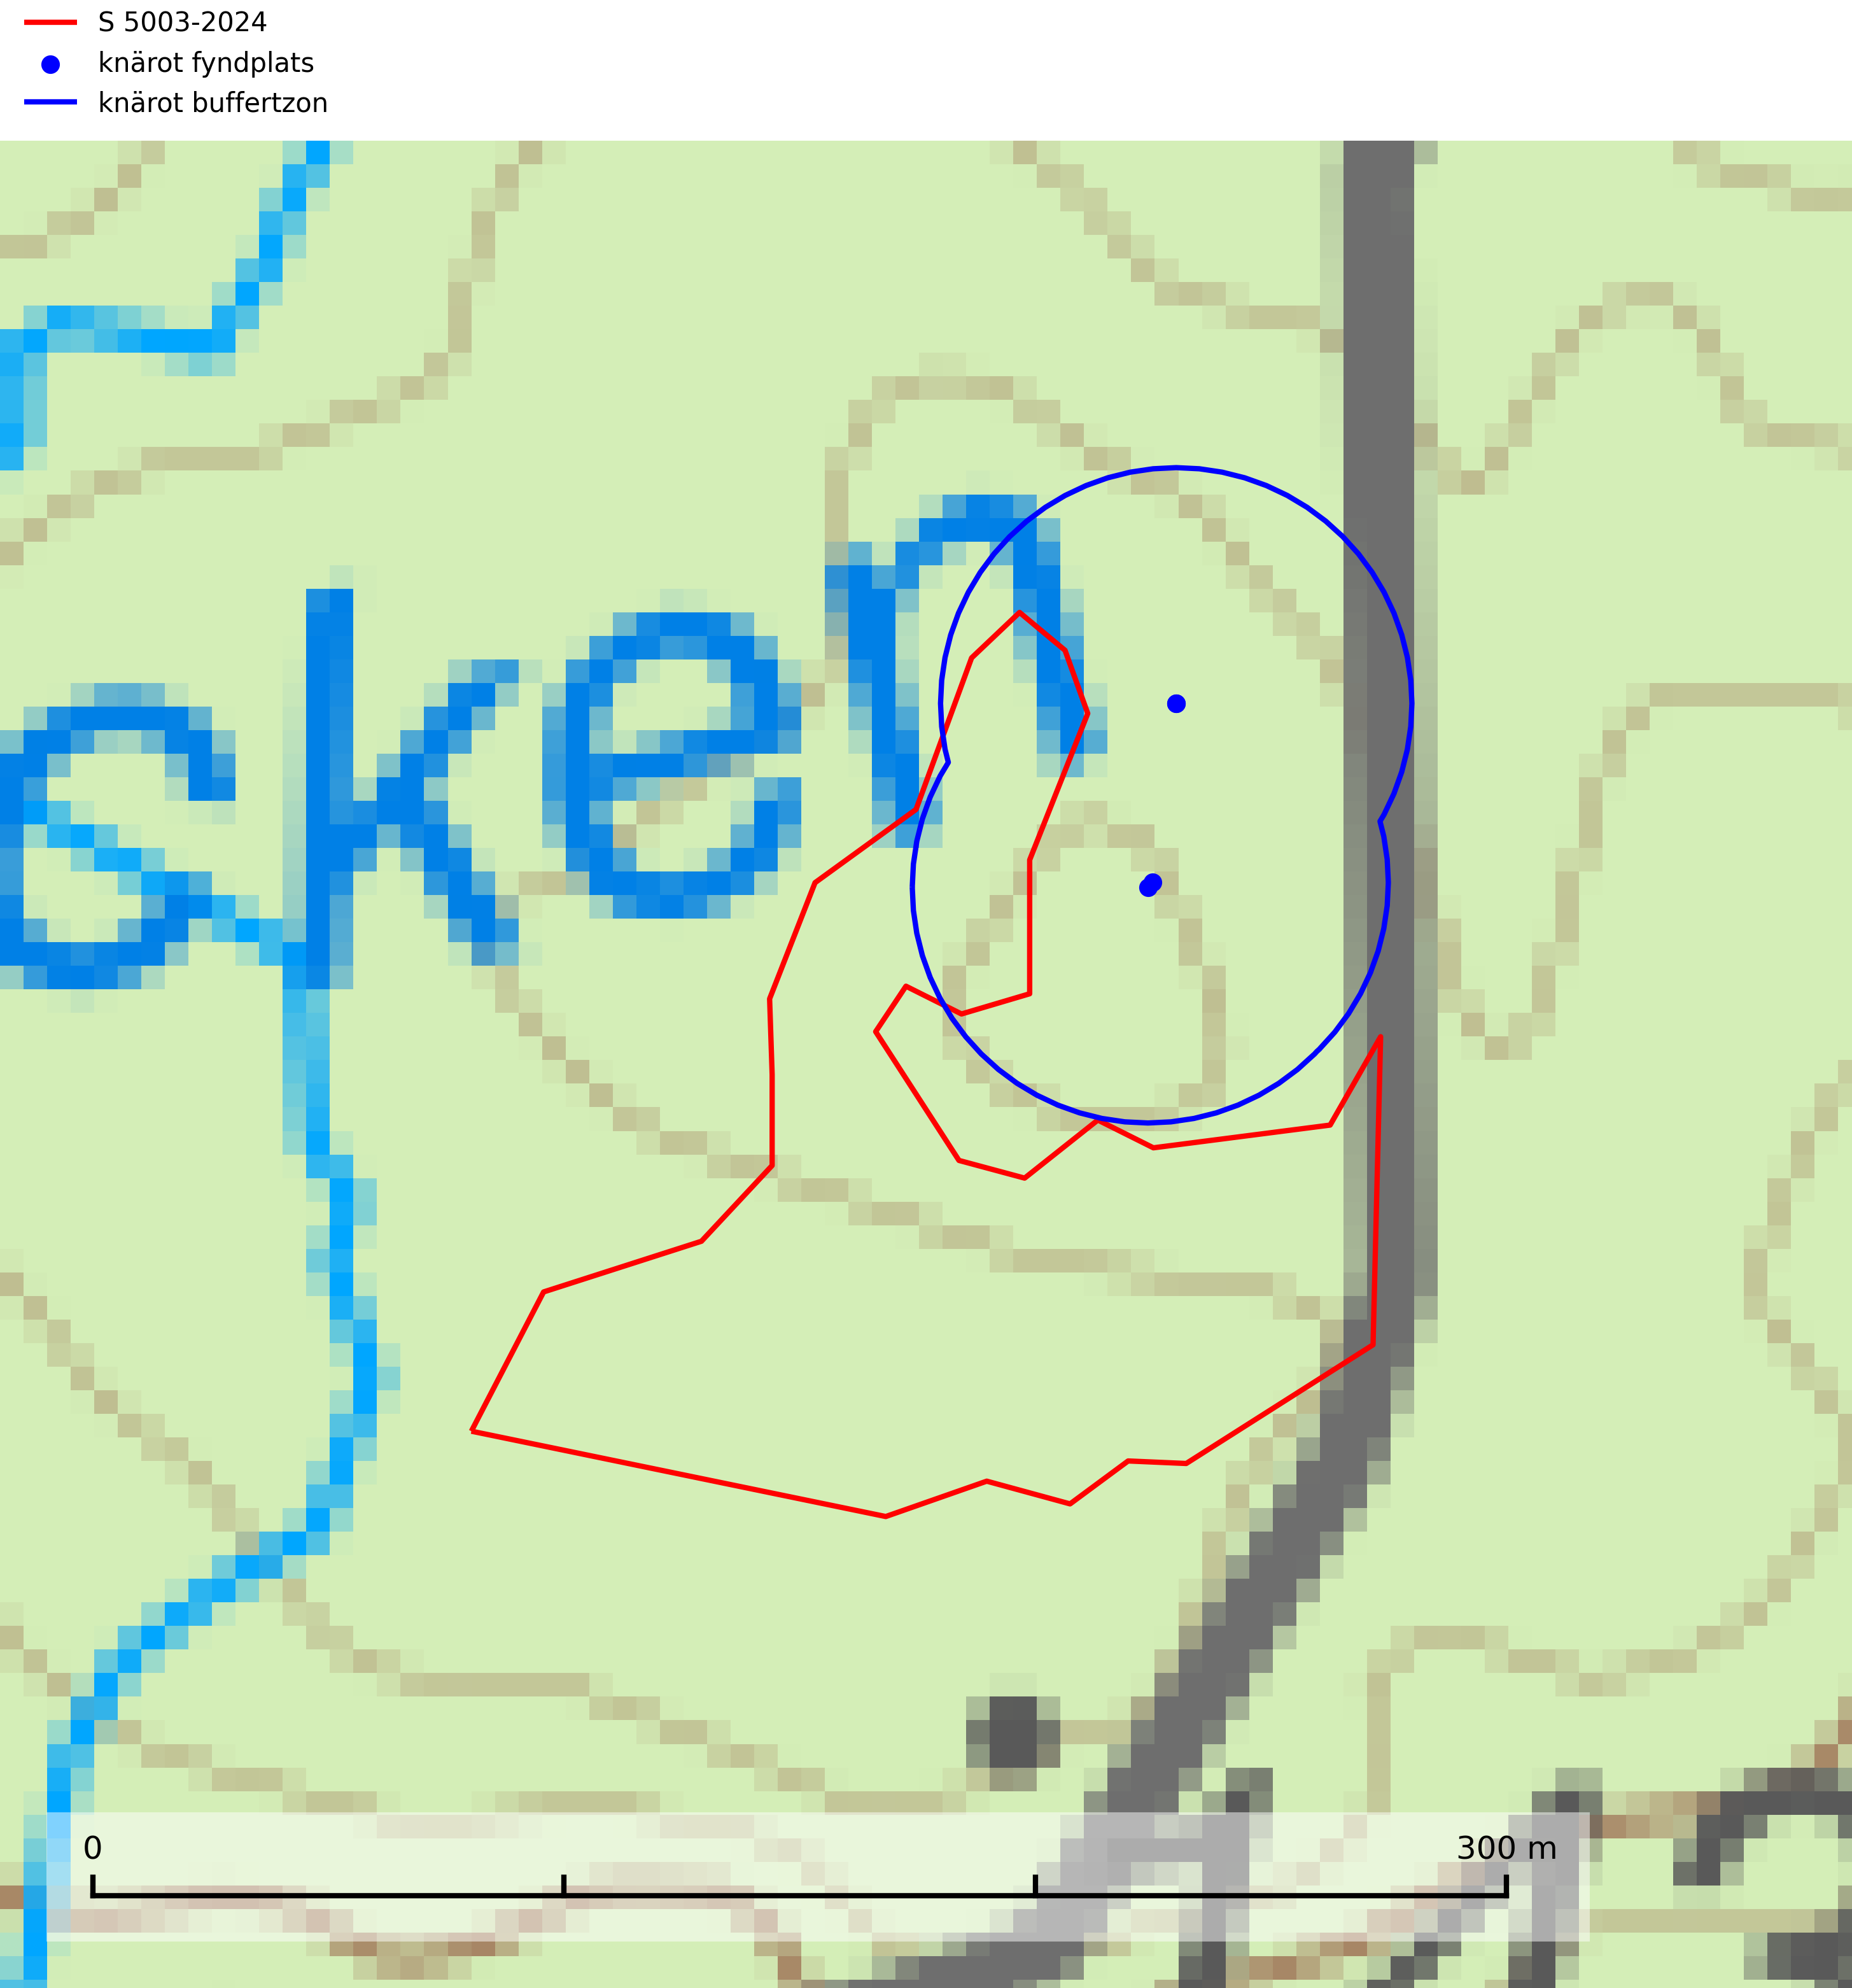 S 5003-2024
knärot fyndplats
knärot buffertzon
sken
0 300 m